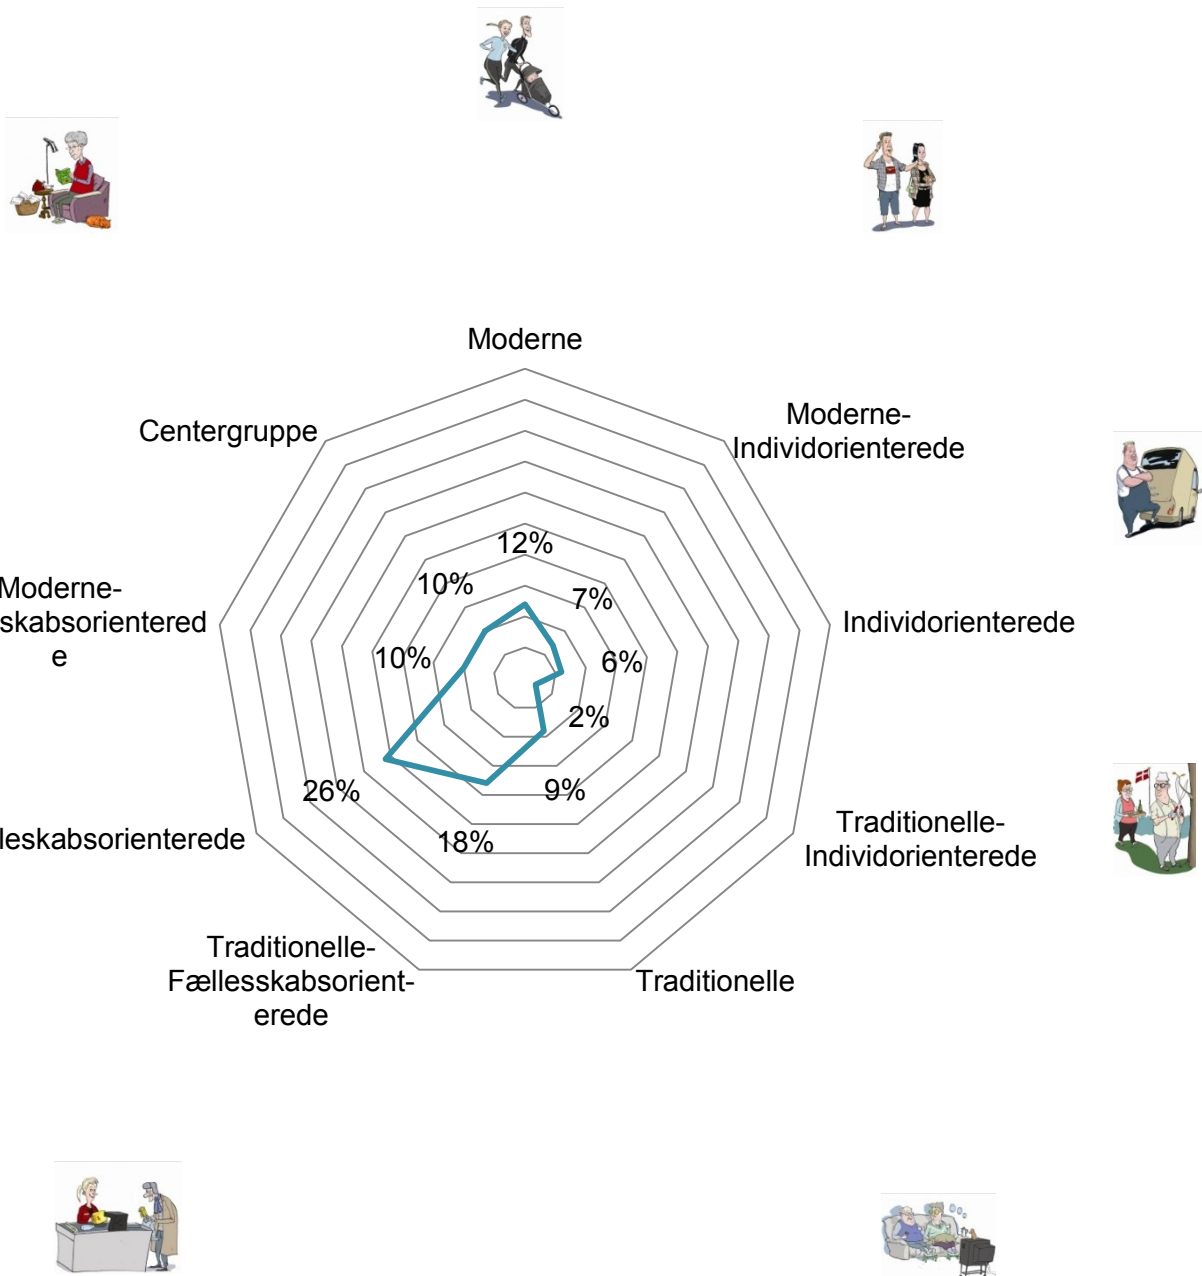 Moderne
Moderne-
Individorienterede
Centergruppe
12%
10%
7%
Moderne-
skabsorientered
e
Individorienterede
10%
6%
2%
26%
9%
18%
leskabsorienterede
Traditionelle-
Individorienterede
Traditionelle-
Fællesskabsorient-
erede
Traditionelle